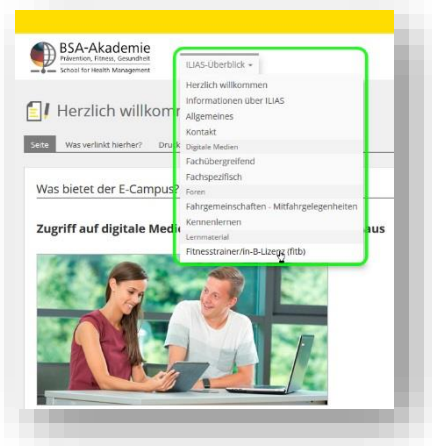 BSA-Akademie
Prävention, Fitness, Gesundheit
School for Health Management
ILIAS-Überblick
Herzlich willkommen
Informationen über ILIAS
Allgemeines
Kontakt
Digitale Medien
Fachübergreifend
Fachspezifisch
Foren
Fahrgemeinschaften - Mitfahrgelegenheiten
Kennenlernen
Lernmaterial
Fitnesstrainer/in-B-Lizenz (fitb)
Herzlich willkomm
Seite Was verlinkt hierher? Druc
Was bietet der E-Campus?
Zugriff auf digitale Medi aus